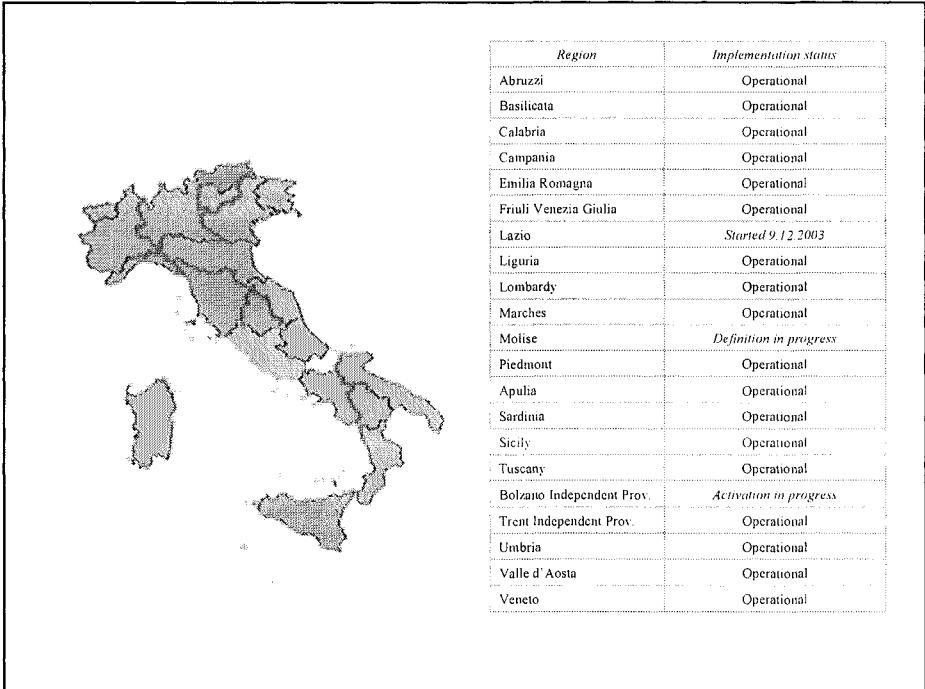 Region Implementation status
Abruzzi Operational
Basilicata Operational
Calabria Operational
Campania Operational
Emilia Romagna Operational
Friuli Venezia Giulia Operational
Lazio Started 9.12.2003
Liguria Operational
Lombardy Operational
Marches Operational
Molise Definition in progress
Piedmont Operational
Apulia Operational
Sardinia Operational
Sicily Operational
Tuscany Operational
Bolzano Independent Prov. Activation in progress
Trent Independent Prov. Operational
Umbria Operational
Valle d'Aosta Operational
Veneto Operational